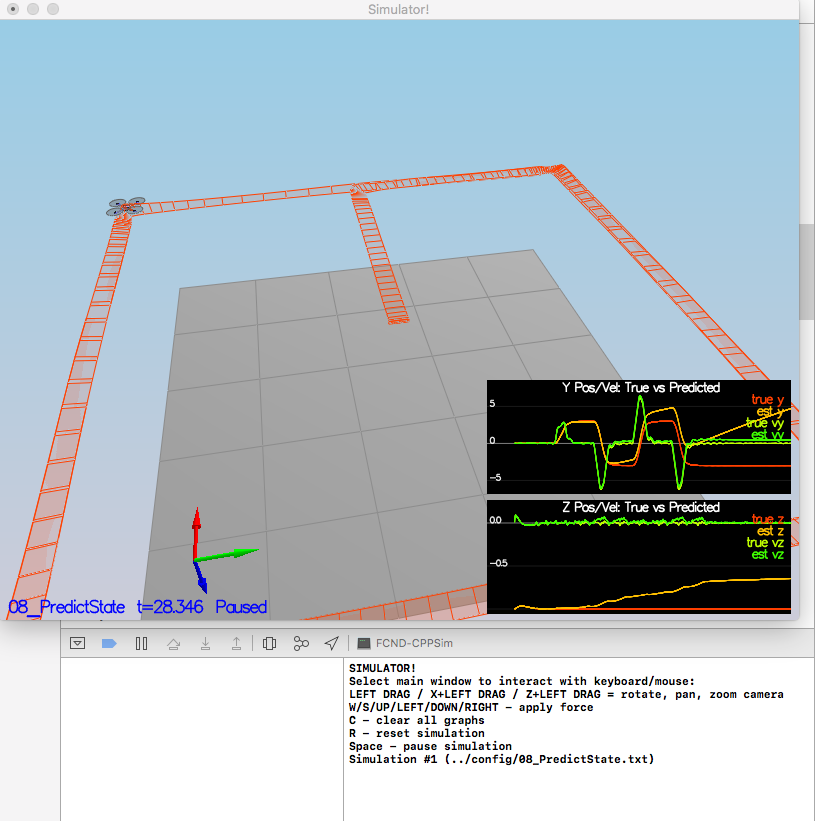 Simulator!
Y Pos/Vel: True vs Predicted
5
0
−5
true y
est y
true vy
est vy
Z Pos/Vel: True vs Predicted
0.0
−0.5
true z
est z
true vz
est vz
08_PredictState t=28.346 Paused
FCND-CPPSim
SIMULATOR!
Select main window to interact with keyboard/mouse:
LEFT DRAG / X+LEFT DRAG / Z+LEFT DRAG = rotate, pan, zoom camera
W/S/UP/LEFT/DOWN/RIGHT - apply force
C - clear all graphs
R - reset simulation
Space - pause simulation
Simulation #1 (../config/08_PredictState.txt)